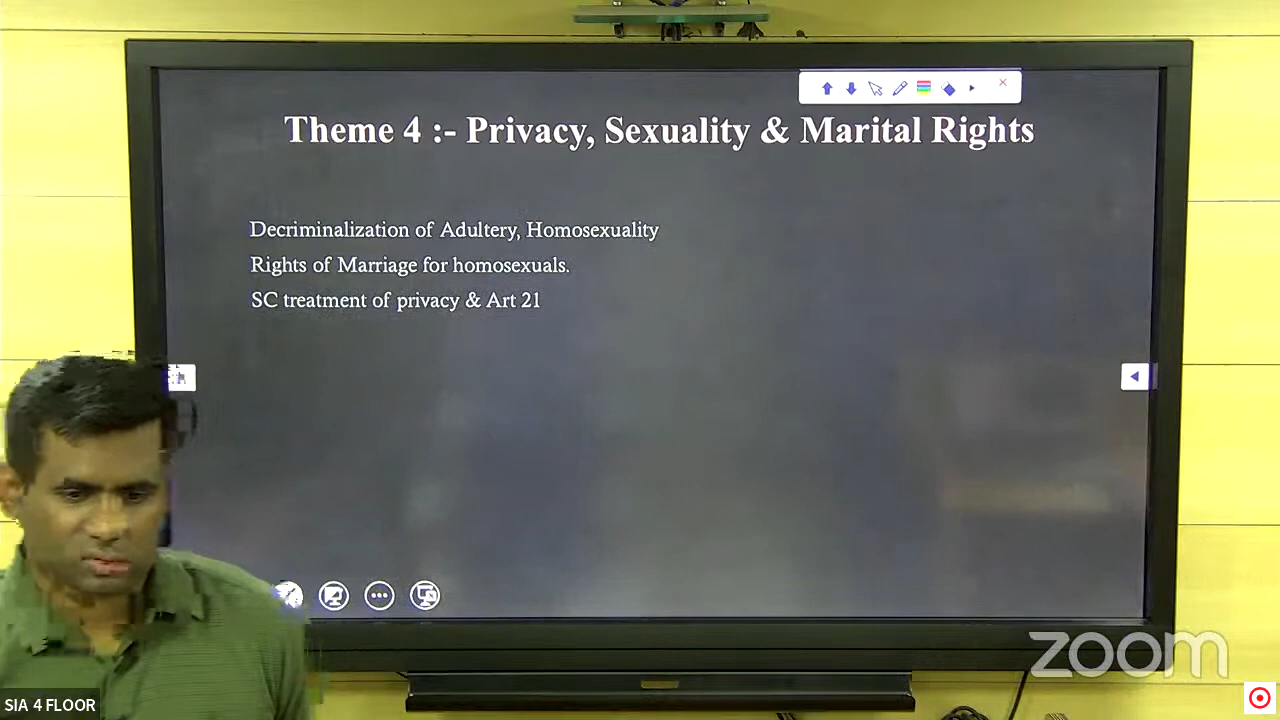 Theme 4 :- Privacy, Sexuality & Marital Rights
Decriminalization of Adultery, Homosexuality
Rights of Marriage for homosexuals.
SC treatment of privacy & Art 21
zoom
SIA 4 FLOOR